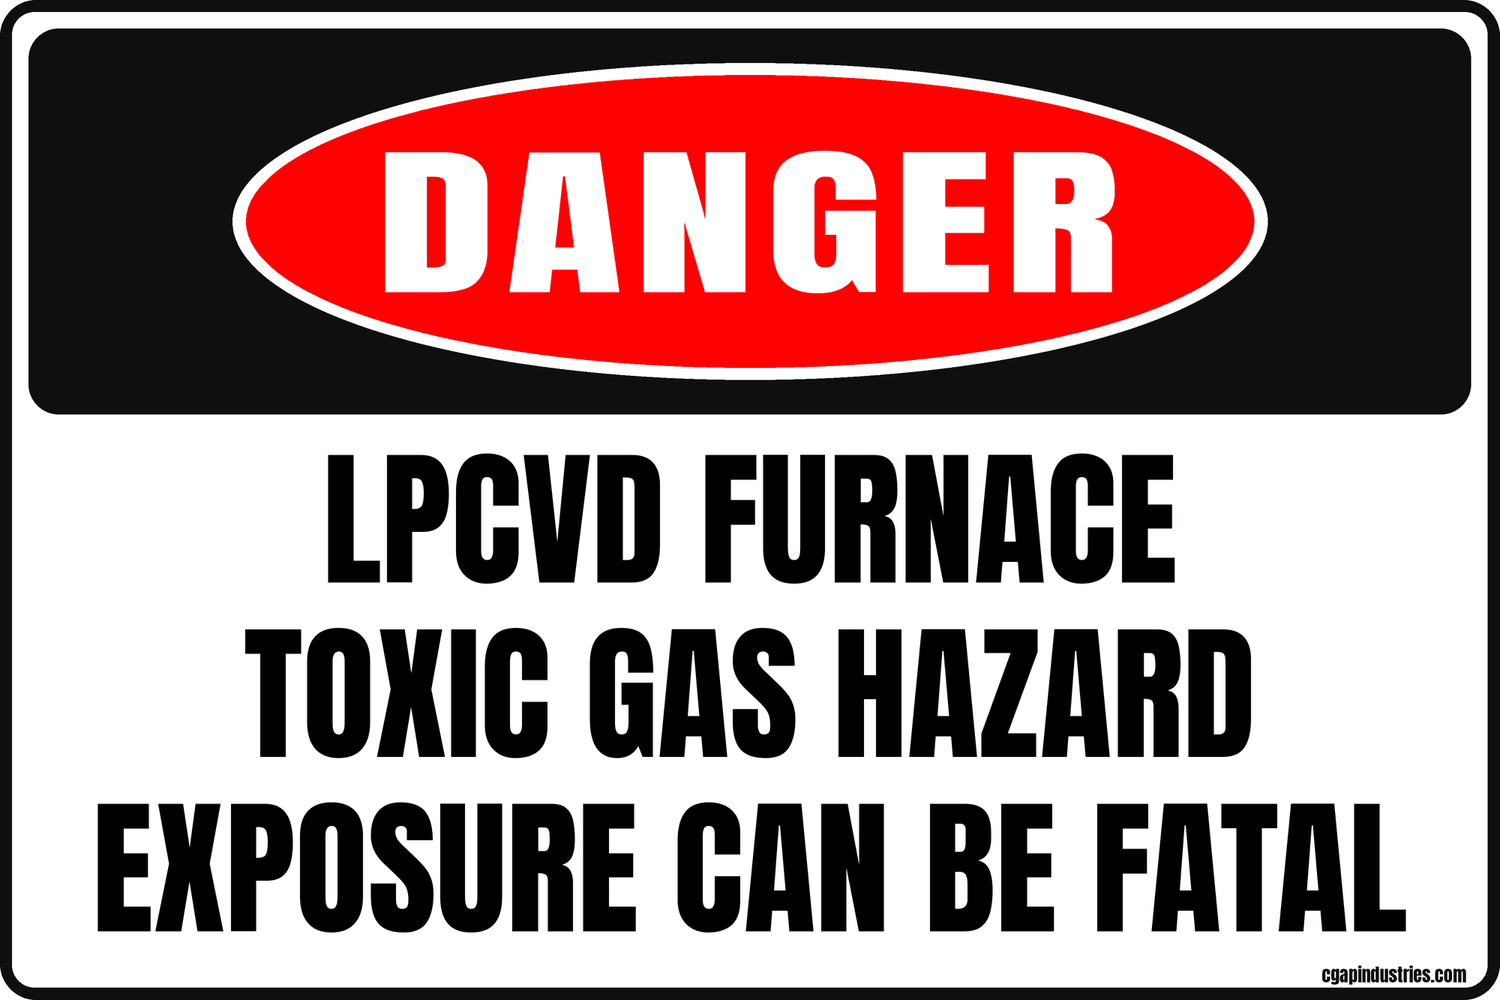 DANGER
LPCVD FURNACE
TOXIC GAS HAZARD
EXPOSURE CAN BE FATAL
cgapindustries.com